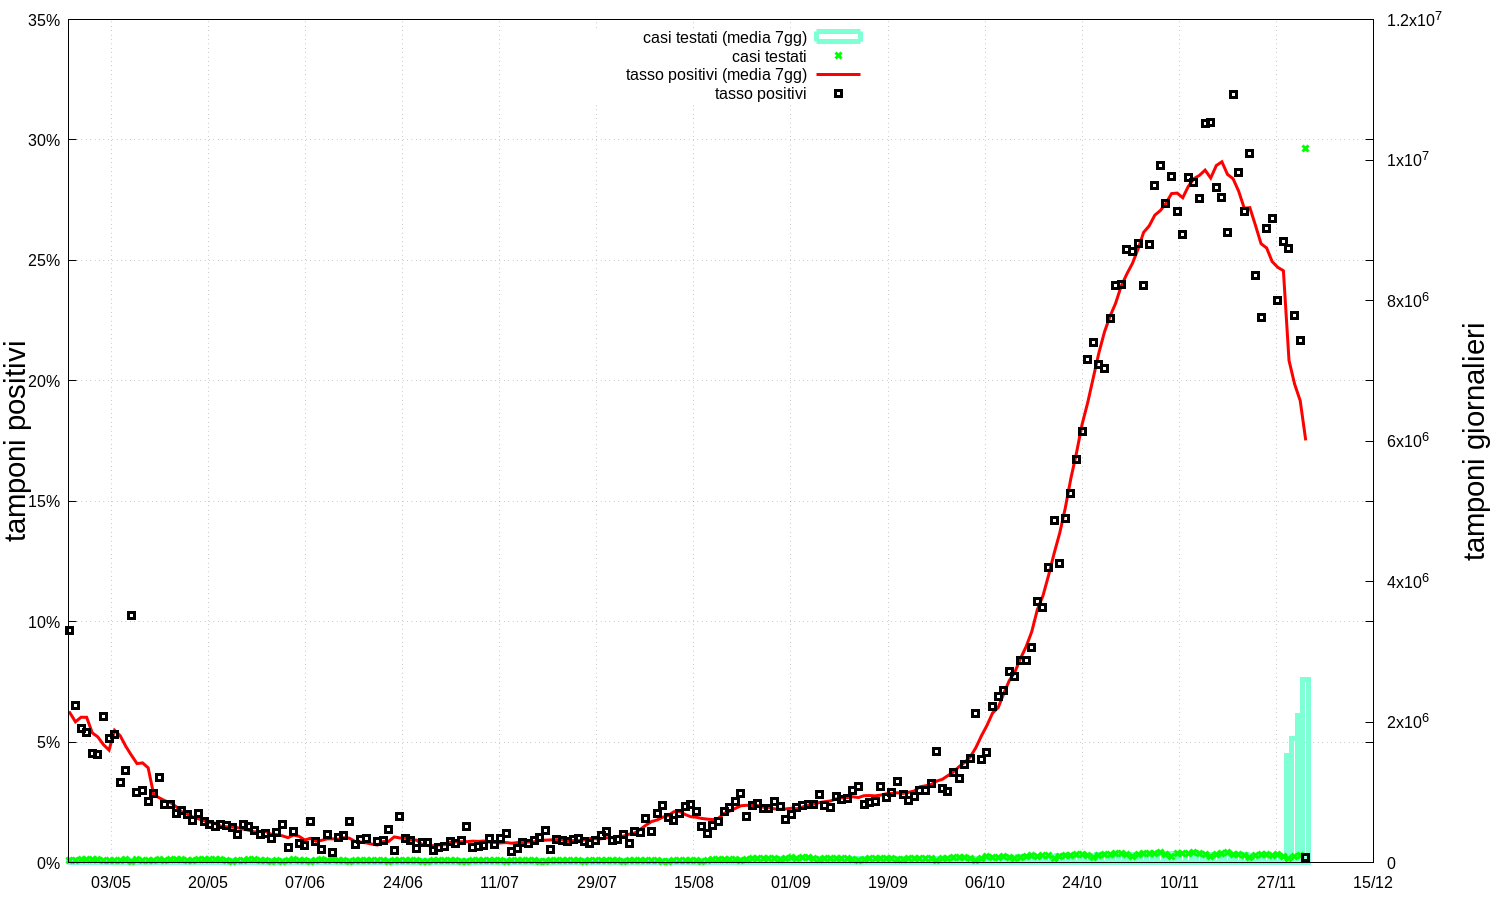 35%
30%
25%
20%
15%
10%
5%
0%
tamponi positivi
casi testati (media 7gg)
casi testati
tasso positivi (media 7gg)
tasso positivi
1.2x10⁷
1x10⁷
8x10⁶
6x10⁶
4x10⁶
2x10⁶
0
tamponi giornalieri
03/05 20/05 07/06 24/06 11/07 29/07 15/08 01/09 19/09 06/10 24/10 10/11 27/11 15/12